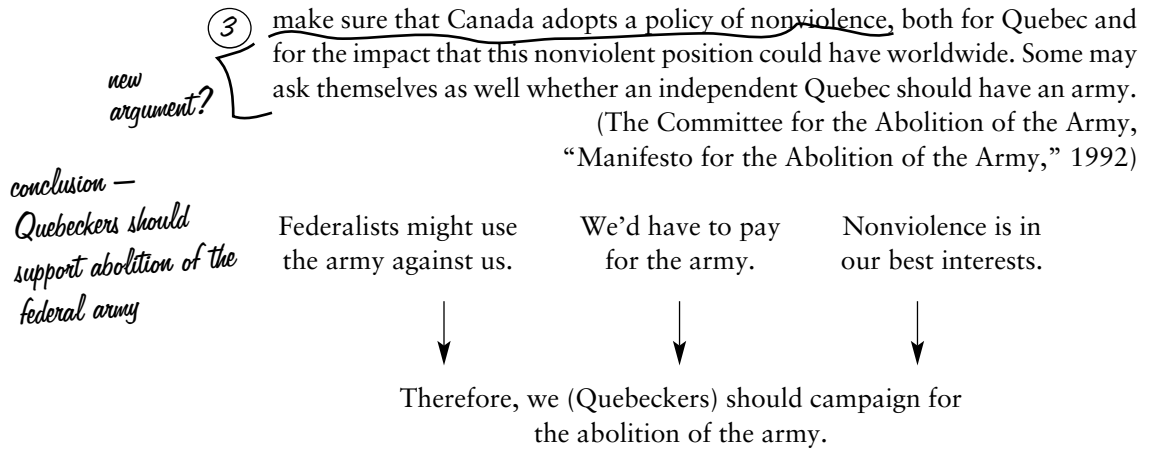 3
make sure that Canada adopts a policy of nonviolence, both for Quebec and
for the impact that this nonviolent position could have worldwide. Some may
ask themselves as well whether an independent Quebec should have an army.
(The Committee for the Abolition of the Army,
“Manifesto for the Abolition of the Army,” 1992)
new
argument?
conclusion —
Quebeckers should
support abolition of the
federal army
Federalists might use
the army against us.
We’d have to pay
for the army.
Nonviolence is in
our best interests.
Therefore, we (Quebeckers) should campaign for
the abolition of the army.